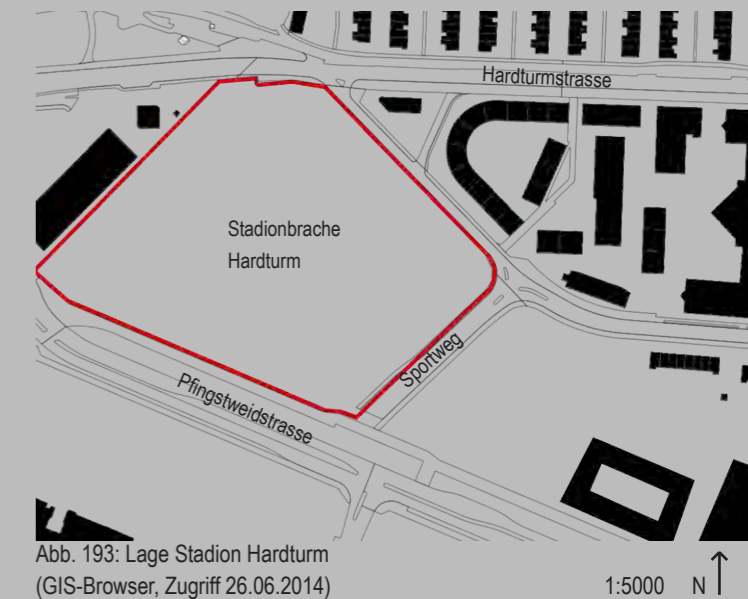 Hardturmstrasse
Stadionbrache
Hardturm
Sportweg
Pfingstweidstrasse
Abb. 193: Lage Stadion Hardturm
(GIS-Browser, Zugriff 26.06.2014)
1:5000 N